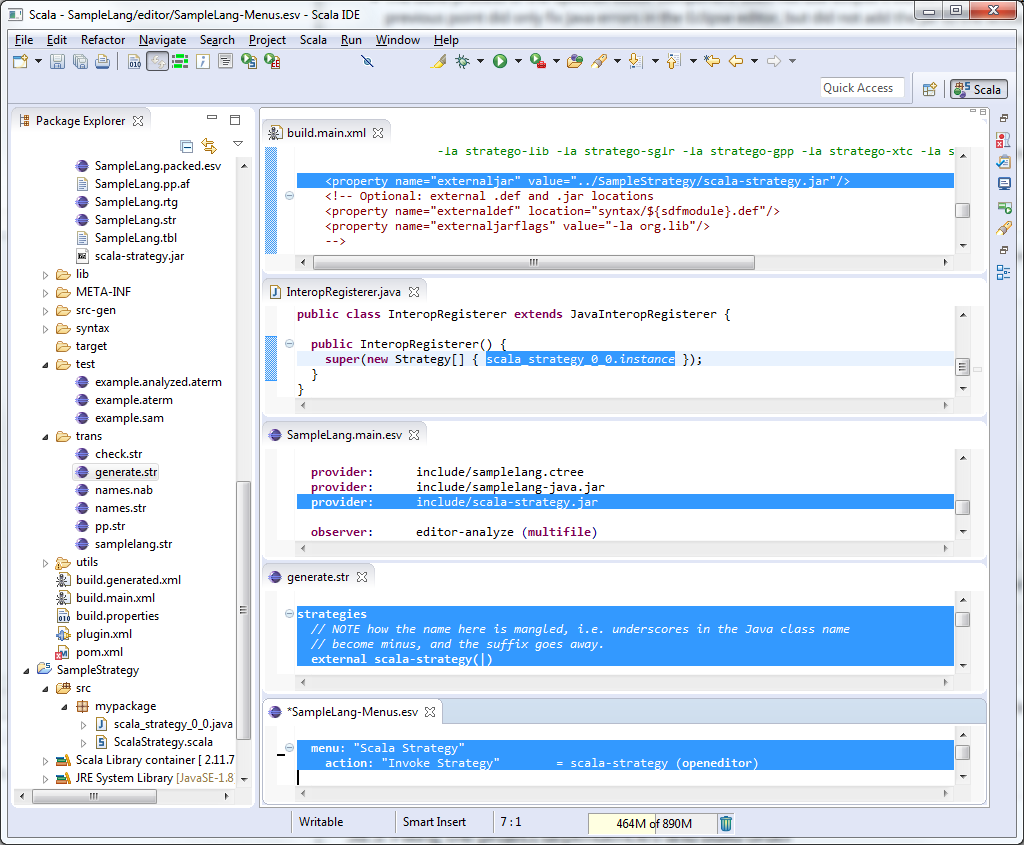 Scala - SampleLang/editor/SampleLang-Menus.esv - Scala IDE
File Edit Refactor Navigate Search Project Scala Run Window Help
Quick Access
Scala
Package Explorer
SampleLang.packed.esv
SampleLang.pp.af
SampleLang.rtg
SampleLang.str
SampleLang.tbl
scala-strategy.jar
lib
META-INF
src-gen
syntax
target
test
example.analyzed.aterm
example.aterm
example.sam
trans
check.str
generate.str
names.nab
names.str
pp.str
samplelang.str
utils
build.generated.xml
build.main.xml
build.properties
plugin.xml
pom.xml
SampleStrategy
src
mypackage
scala_strategy_0_0.java
ScalaStrategy.scala
Scala Library container [ 2.11.7
JRE System Library [JavaSE-1.8
build.main.xml
-la stratego-lib -la stratego-sglr -la stratego-gpp -la stratego-xtc -la s
<property name="externaljar" value="../SampleStrategy/scala-strategy.jar"/>
<!-- Optional: external .def and .jar locations
<property name="externaldef" location="syntax/${sdfmodule}.def"/>
<property name="externaljarflags" value="-la org.lib"/>
-->
InteropRegisterer.java
public class InteropRegisterer extends JavaInteropRegisterer {
public InteropRegisterer() {
super(new Strategy[] { scala_strategy_0_0.instance });
}
}
SampleLang.main.esv
provider: include/samplelang.ctree
provider: include/samplelang-java.jar
provider: include/scala-strategy.jar
observer: editor-analyze (multifile)
generate.str
strategies
// NOTE how the name here is mangled, i.e. underscores in the Java class name
// become minus, and the suffix goes away.
external scala-strategy(|)
*SampleLang-Menus.esv
menu: "Scala Strategy"
action: "Invoke Strategy" = scala-strategy (openeditor)
Writable
Smart Insert
7 : 1
464M of 890M